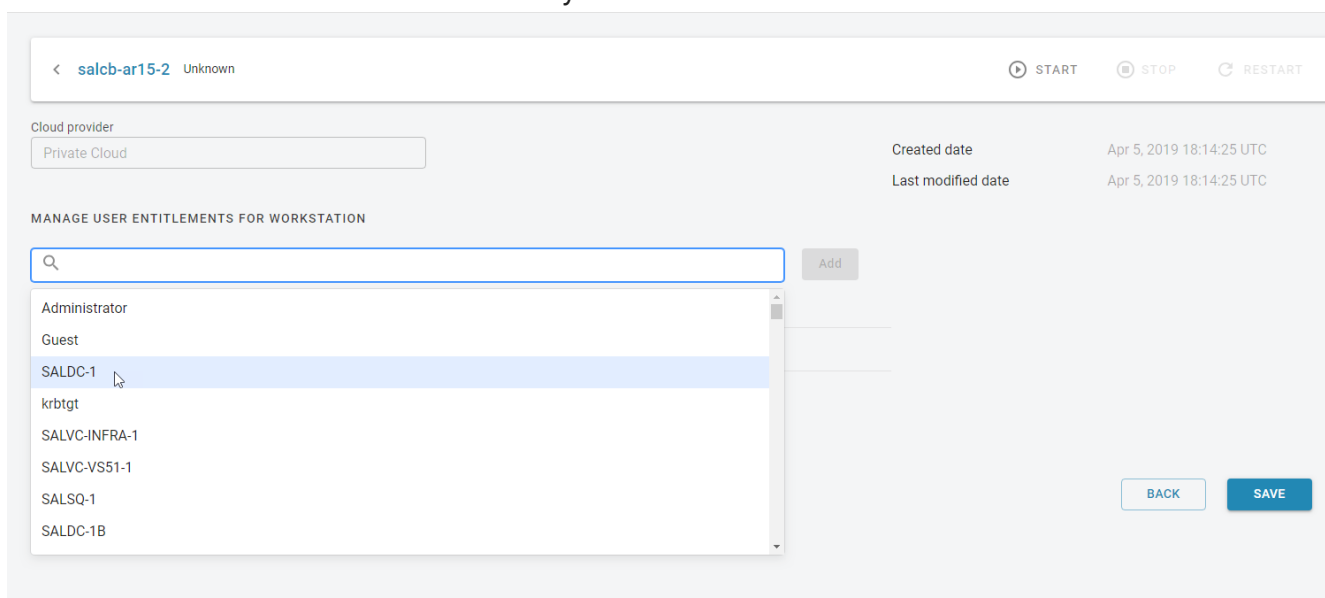 salcb-ar15-2 Unknown START STOP RESTART
Cloud provider
Private Cloud
Created date Apr 5, 2019 18:14:25 UTC
Last modified date Apr 5, 2019 18:14:25 UTC
MANAGE USER ENTITLEMENTS FOR WORKSTATION
Add
Administrator
Guest
SALDC-1
krbtgt
SALVC-INFRA-1
SALVC-VS51-1
SALSQ-1
SALDC-1B
BACK SAVE